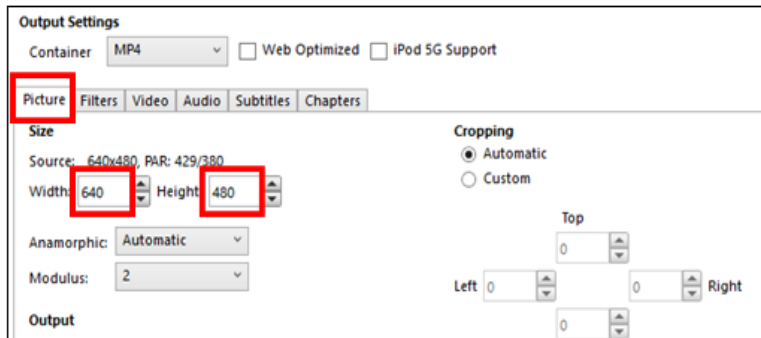 Output Settings
Container MP4 Web Optimized iPod 5G Support
Picture Filters Video Audio Subtitles Chapters
Size Cropping
Source: 640x480, PAR: 429/380 Automatic
Width: 640 Height 480 Custom
Top
Anamorphic: Automatic 0
Modulus: 2 Left 0 0 Right
Output 0